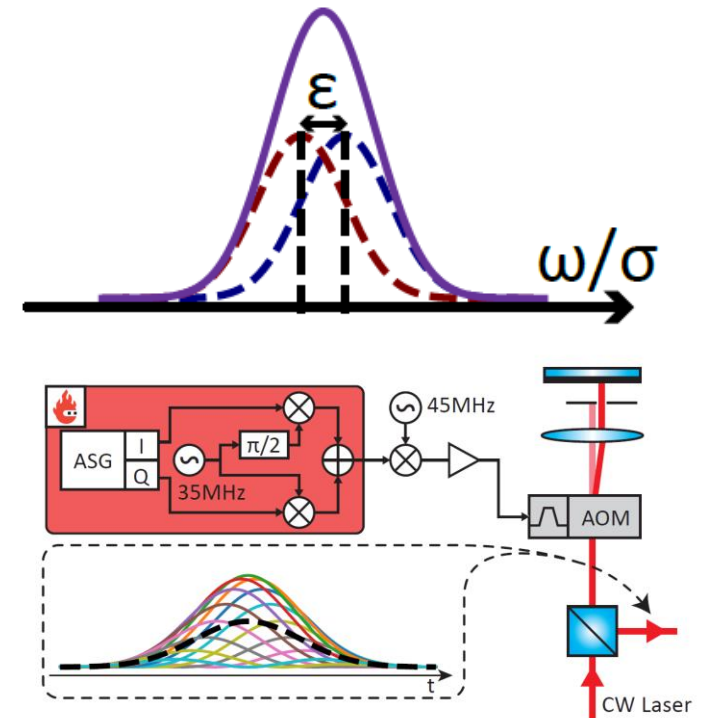 ε
ω/σ
45MHz
I
π/2
ASG
Q
35MHz
AOM
t
CW Laser